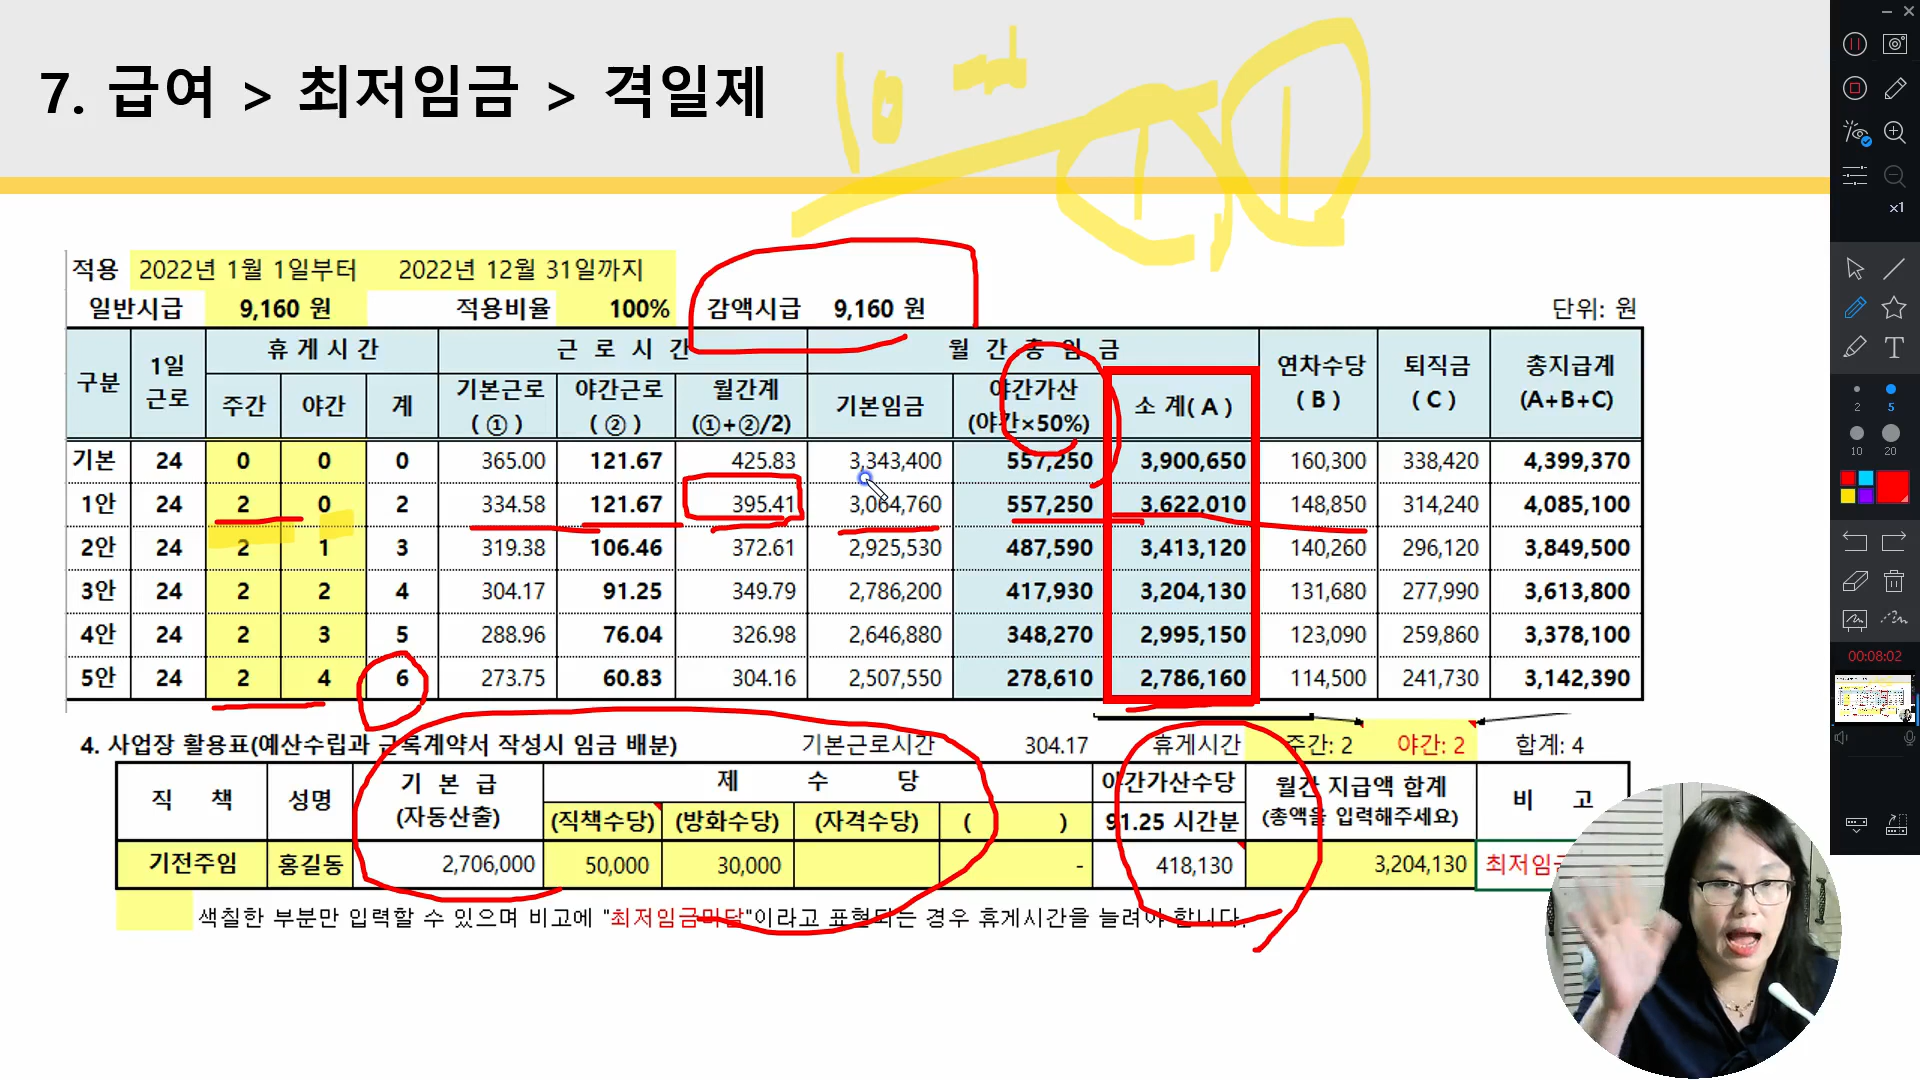 7. 급여 > 최저임금 > 격일제
10
적용 2022년 1월 1일부터 2022년 12월 31일까지
일반시급 9,160 원 적용비율 100% 감액시급 9,160 원 단위: 원
구분 1일 근로 휴게시간 근로시간 월간총임금 연차수당 (B) 퇴직금 (C) 총지급계 (A+B+C)
주간 야간 계 기본근로 (①) 야간근로 (②) 월간계 (①+②/2) 기본임금 야간가산 (야간×50%) 소 계(A)
기본 24 0 0 0 365.00 121.67 425.83 3,343,400 557,250 3,900,650 160,300 338,420 4,399,370
1안 24 2 0 2 334.58 121.67 395.41 3,064,760 557,250 3,622,010 148,850 314,240 4,085,100
2안 24 2 1 3 319.38 106.46 372.61 2,925,530 487,590 3,413,120 140,260 296,120 3,849,500
3안 24 2 2 4 304.17 91.25 349.79 2,786,200 417,930 3,204,130 131,680 277,990 3,613,800
4안 24 2 3 5 288.96 76.04 326.98 2,646,880 348,270 2,995,150 123,090 259,860 3,378,100
5안 24 2 4 6 273.75 60.83 304.16 2,507,550 278,610 2,786,160 114,500 241,730 3,142,390
4. 사업장 활용표(예산수립과 근록계약서 작성시 임금 배분) 기본근로시간 304.17 휴게시간 주간: 2 야간: 2 합계: 4
직 책 성명 기 본 급 (자동산출) 제 수 당 야간가산수당 월간 지급액 합계 (총액을 입력해주세요) 비 고
(직책수당) (방화수당) (자격수당) ( ) 91.25 시간분
기전주임 홍길동 2,706,000 50,000 30,000 - 418,130 3,204,130 최저임금
색칠한 부분만 입력할 수 있으며 비고에 "최저임금미달"이라고 표현되는 경우 휴게시간을 늘려야 합니다.
x1
T
2 5
10 20
00:08:02